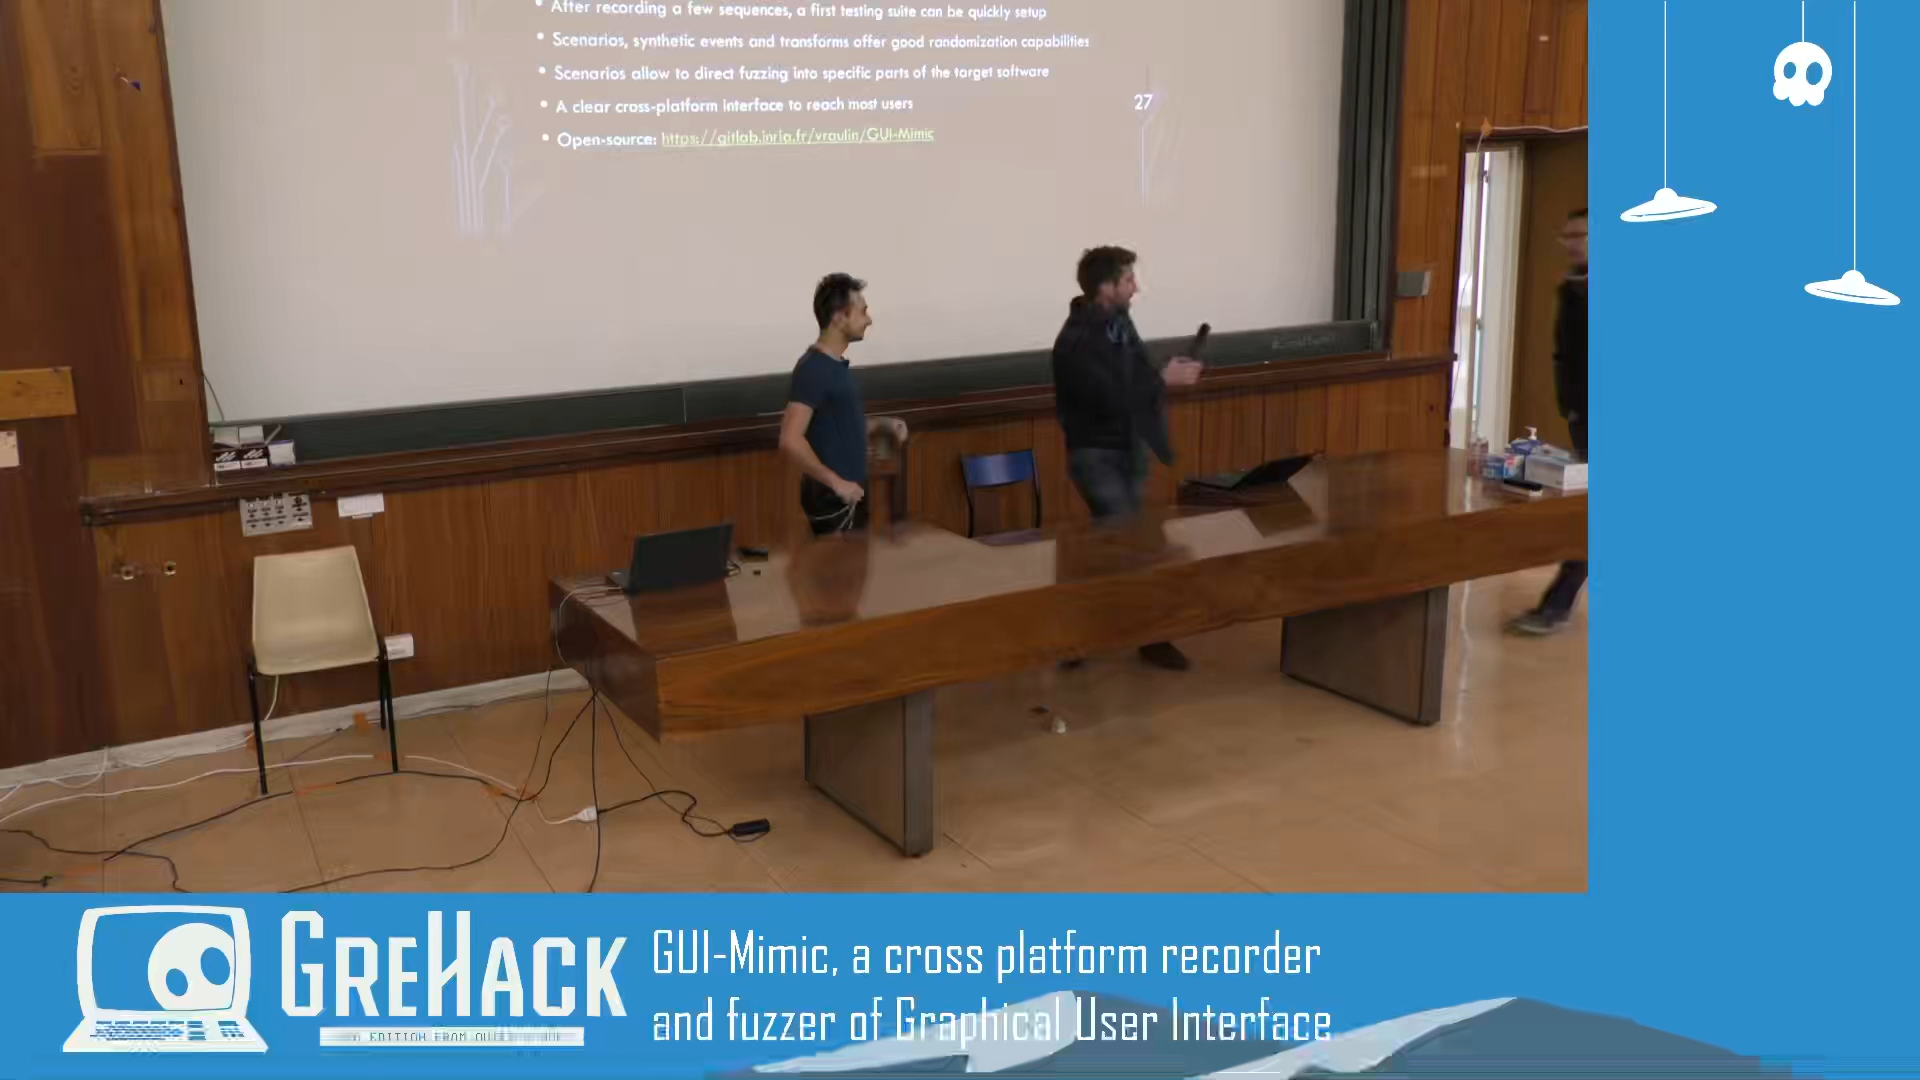 After recording a few sequences, a first testing suite can be quickly setup
Scenarios, synthetic events and transforms offer good randomization capabilities
Scenarios allow to direct fuzzing into specific parts of the target software
A clear cross-platform interface to reach most users
27
Open-source: https://gitlab.inria.fr/vraulin/GUI-Mimic
GREHACK
EDITION FROM OU
GUI-Mimic, a cross platform recorder
and fuzzer of Graphical User Interface